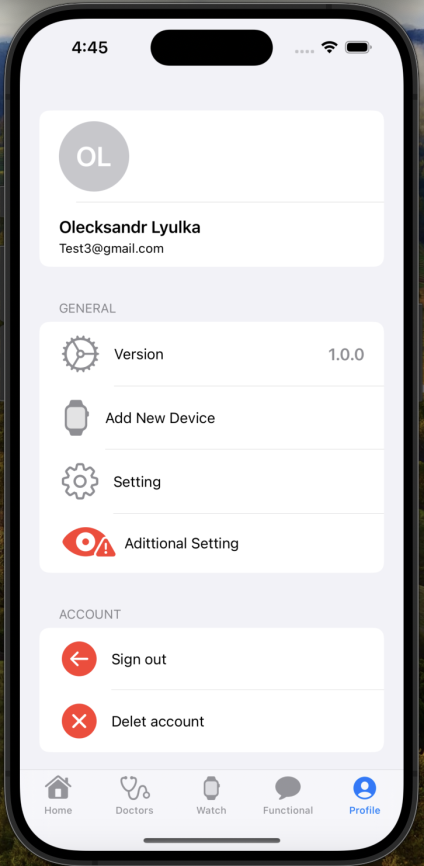 4:45
OL
Olecksandr Lyulka
Test3@gmail.com
GENERAL
Version 1.0.0
Add New Device
Setting
Adittional Setting
ACCOUNT
Sign out
Delet account
Home Doctors Watch Functional Profile